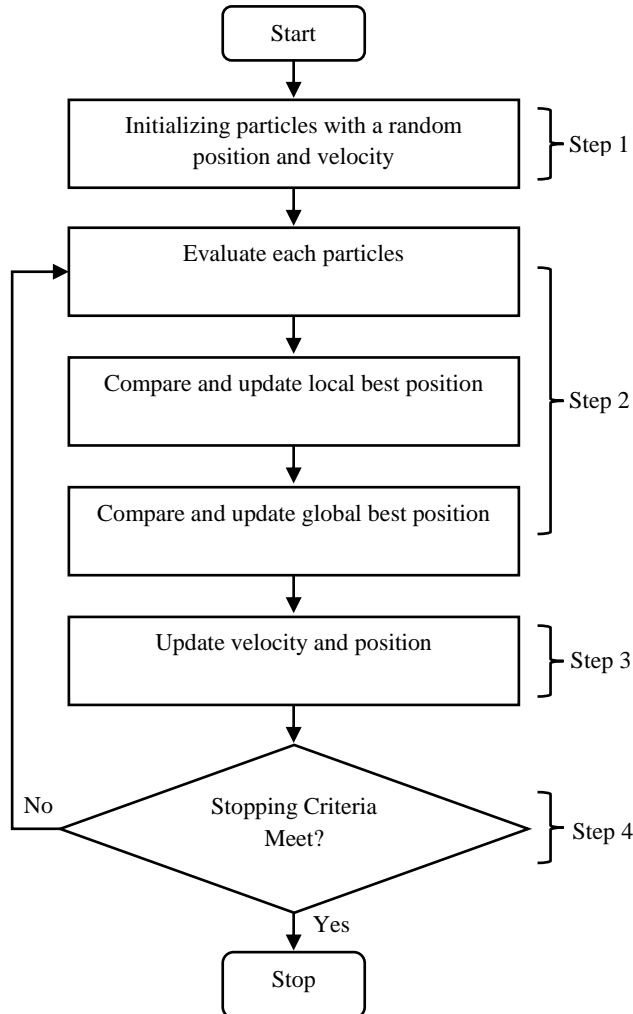 Start
Initializing particles with a random
position and velocity
Step 1
Evaluate each particles
Compare and update local best position
Step 2
Compare and update global best position
Update velocity and position
Step 3
No
Stopping Criteria
Meet?
Step 4
Yes
Stop